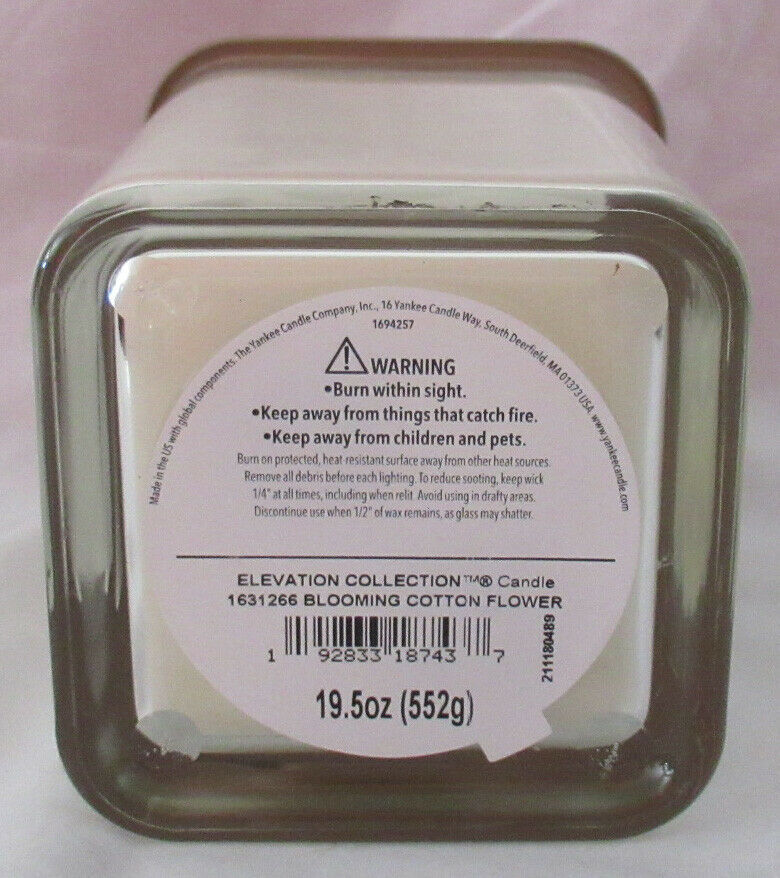 Made in the US with global components. The Yankee Candle Company, Inc., 16 Yankee Candle Way, South Deerfield, MA 01373 USA. www.yankeecandle.com
1694257
WARNING
•Burn within sight.
•Keep away from things that catch fire.
•Keep away from children and pets.
Burn on protected, heat-resistant surface away from other heat sources.
Remove all debris before each lighting. To reduce sooting, keep wick
1/4" at all times, including when relit. Avoid using in drafty areas.
Discontinue use when 1/2" of wax remains, as glass may shatter.
ELEVATION COLLECTION™® Candle
1631266 BLOOMING COTTON FLOWER
1 92833 18743 7
211180489
19.5oz (552g)